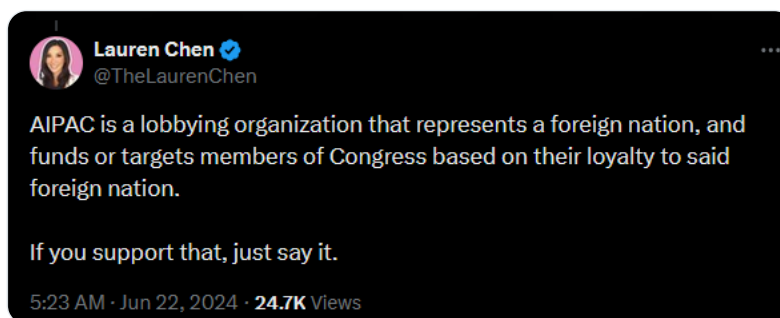 Lauren Chen
@TheLaurenChen
AIPAC is a lobbying organization that represents a foreign nation, and
funds or targets members of Congress based on their loyalty to said
foreign nation.
If you support that, just say it.
5:23 AM · Jun 22, 2024 · 24.7K Views